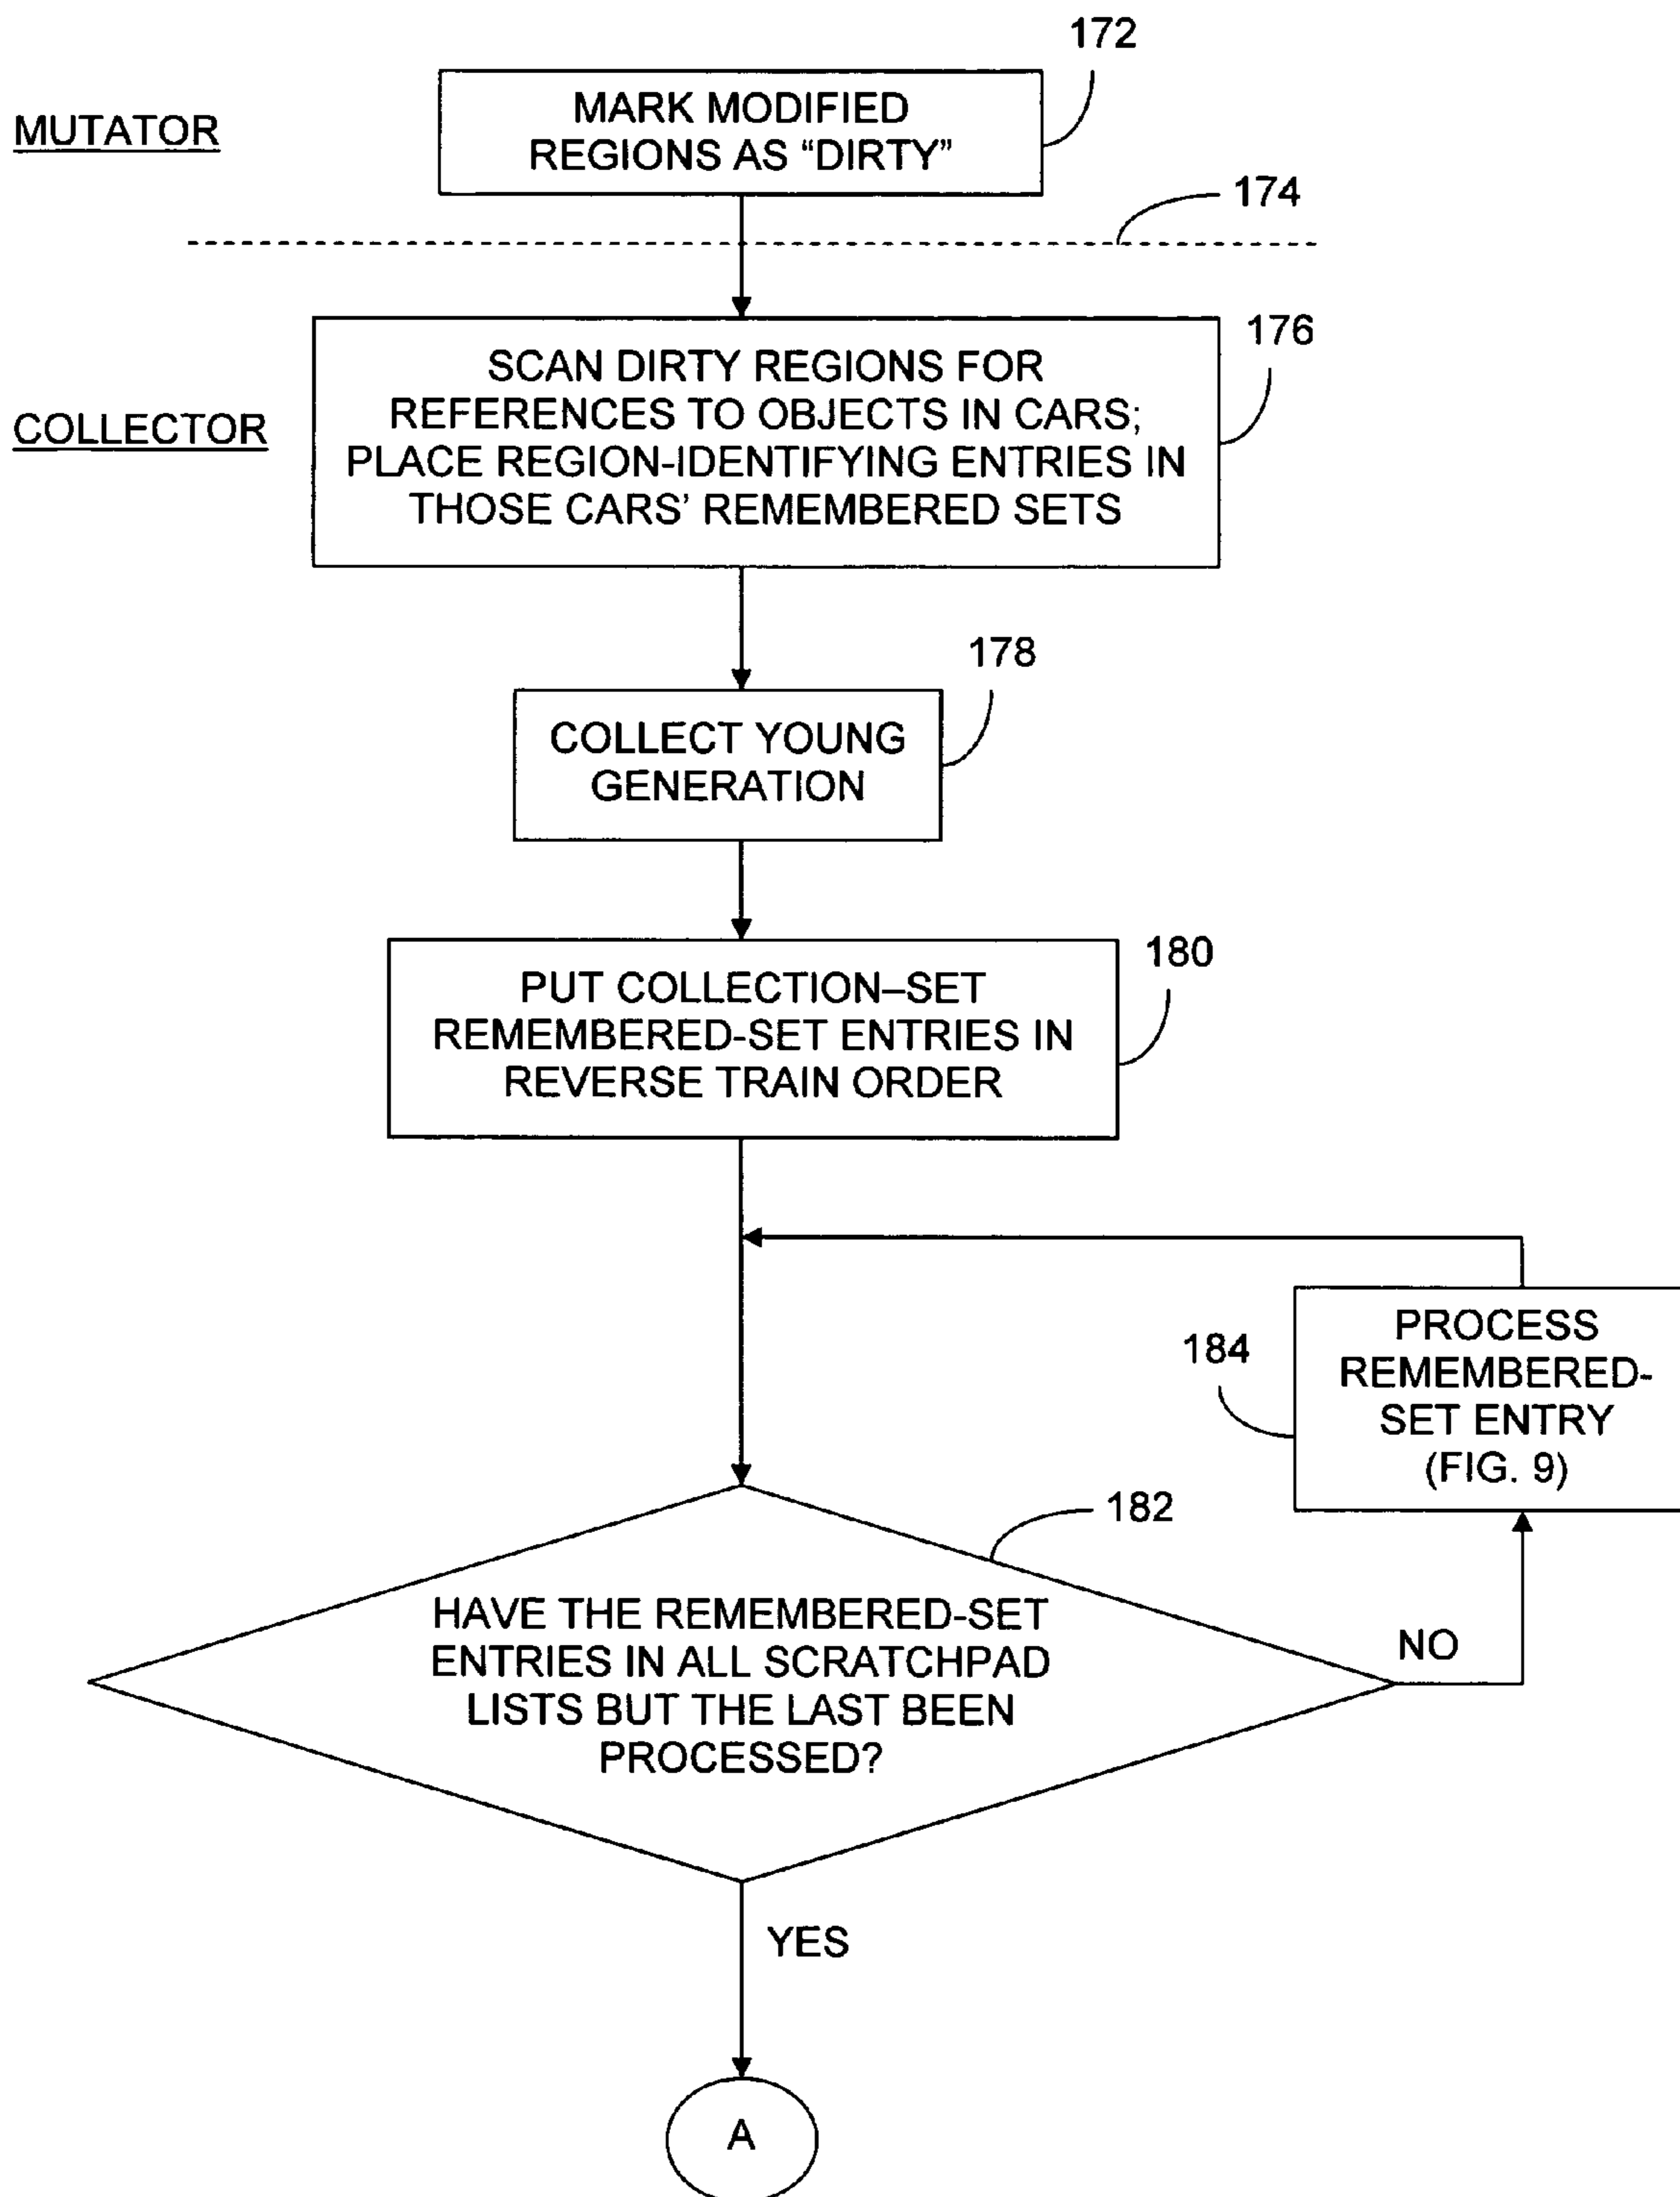 172
MUTATOR
MARK MODIFIED
REGIONS AS “DIRTY”
174
176
COLLECTOR
SCAN DIRTY REGIONS FOR
REFERENCES TO OBJECTS IN CARS;
PLACE REGION-IDENTIFYING ENTRIES IN
THOSE CARS’ REMEMBERED SETS
178
COLLECT YOUNG
GENERATION
180
PUT COLLECTION–SET
REMEMBERED-SET ENTRIES IN
REVERSE TRAIN ORDER
184
PROCESS
REMEMBERED-
SET ENTRY
(FIG. 9)
182
HAVE THE REMEMBERED-SET
ENTRIES IN ALL SCRATCHPAD
LISTS BUT THE LAST BEEN
PROCESSED?
NO
YES
A